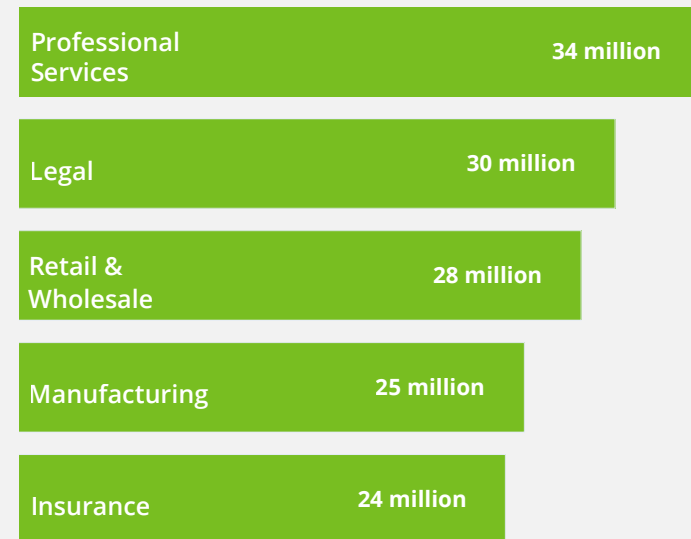 Professional
Services
34 million
Legal
30 million
Retail &
Wholesale
28 million
Manufacturing
25 million
Insurance
24 million